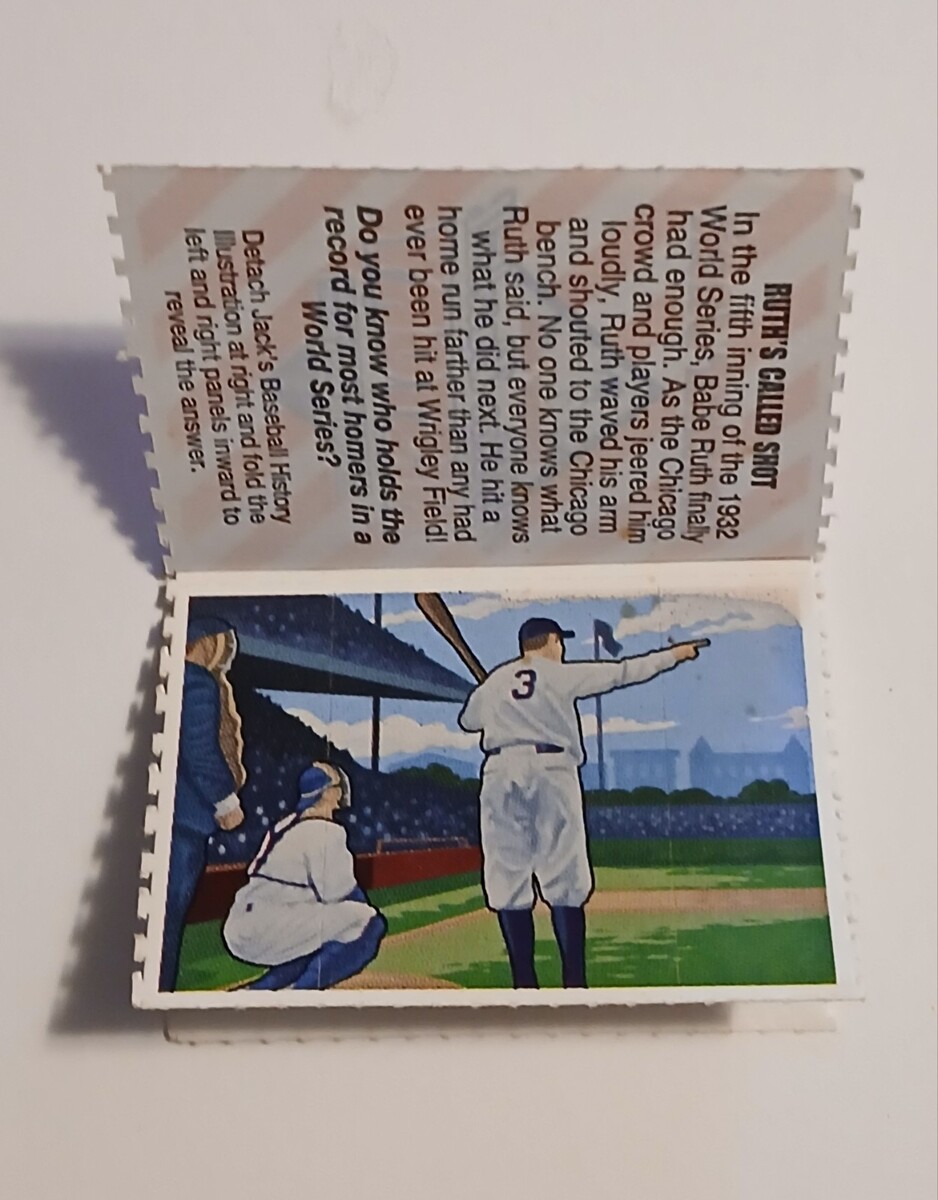 RUTH'S CALLED SHOT
In the fifth inning of the 1932
World Series, Babe Ruth finally
had enough. As the Chicago
crowd and players jeered him
loudly, Ruth waved his arm
and shouted to the Chicago
bench. No one knows what
Ruth said, but everyone knows
what he did next. He hit a
home run farther than any had
ever been hit at Wrigley Field!
Do you know who holds the
record for most homers in a
World Series?
Detach Jack's Baseball History
Illustration at right and fold the
left and right panels inward to
reveal the answer.
3